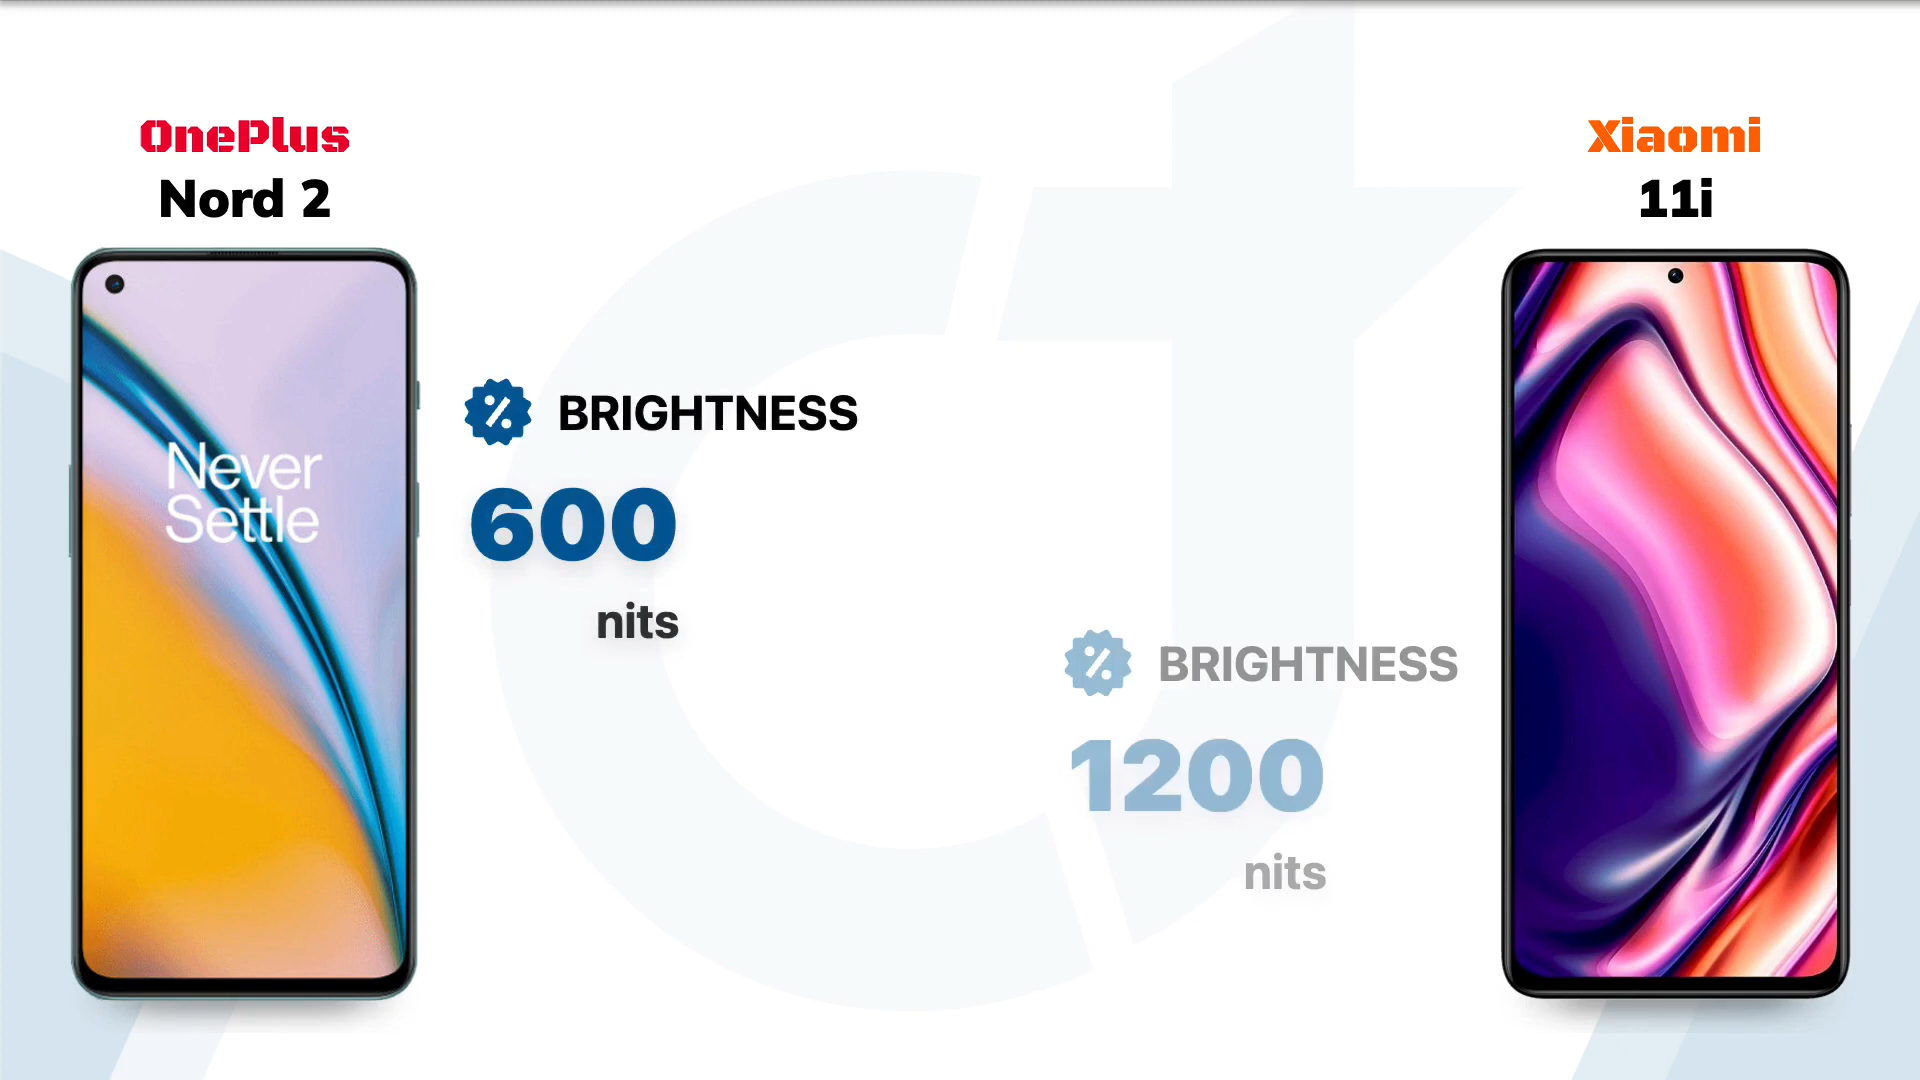 OnePlus
Nord 2
Never
Settle
BRIGHTNESS
600
nits
Xiaomi
11i
BRIGHTNESS
1200
nits